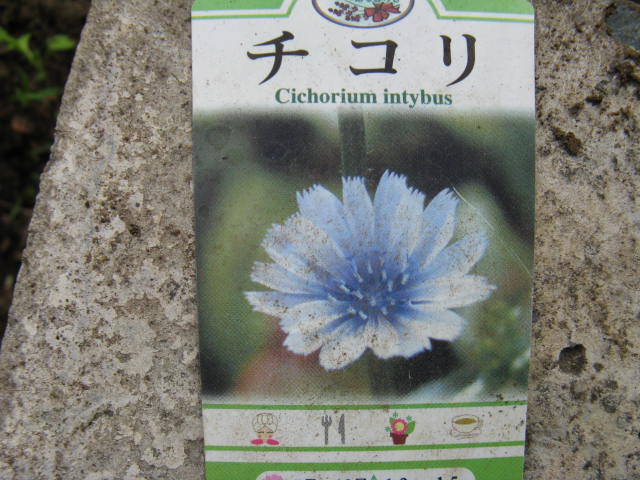 チコリ
Cichorium intybus